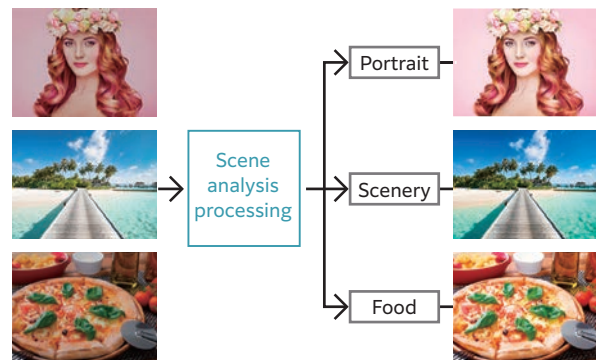 Portrait
Scene
analysis
processing
Scenery
Food